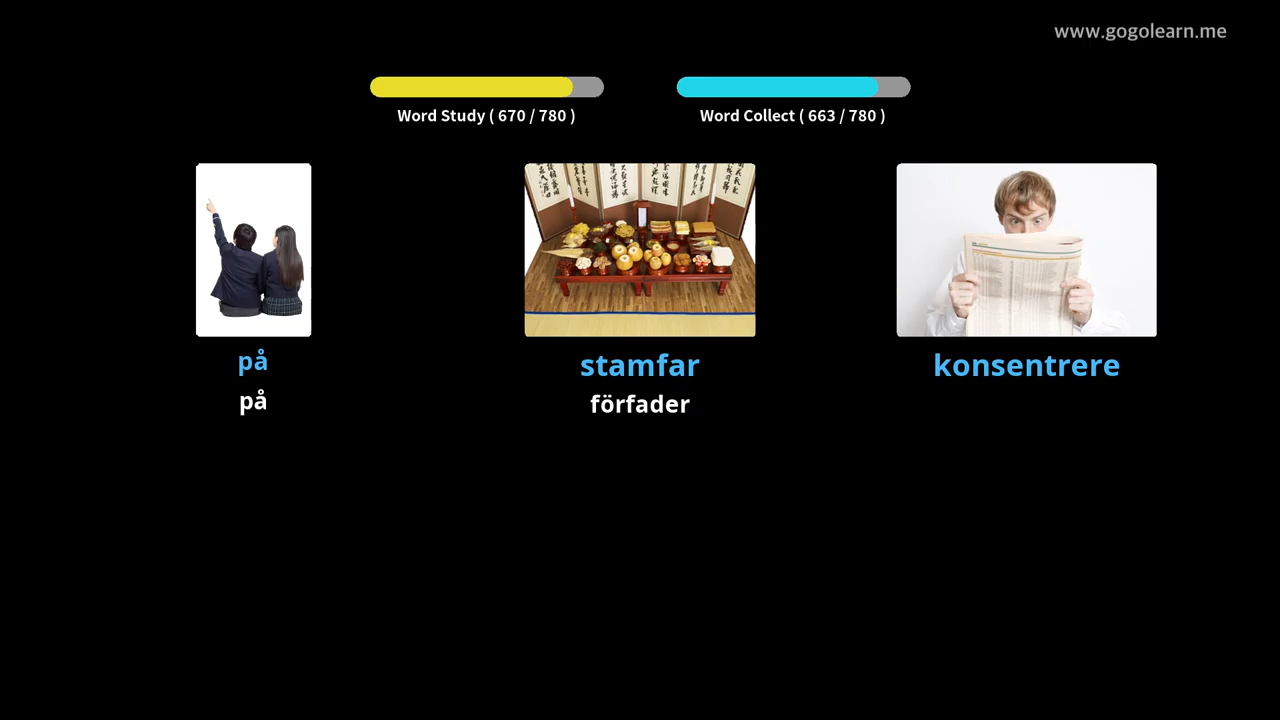 www.gogolearn.me
Word Study ( 670 / 780 )
Word Collect ( 663 / 780 )
på
stamfar
konsentrere
på
förfader